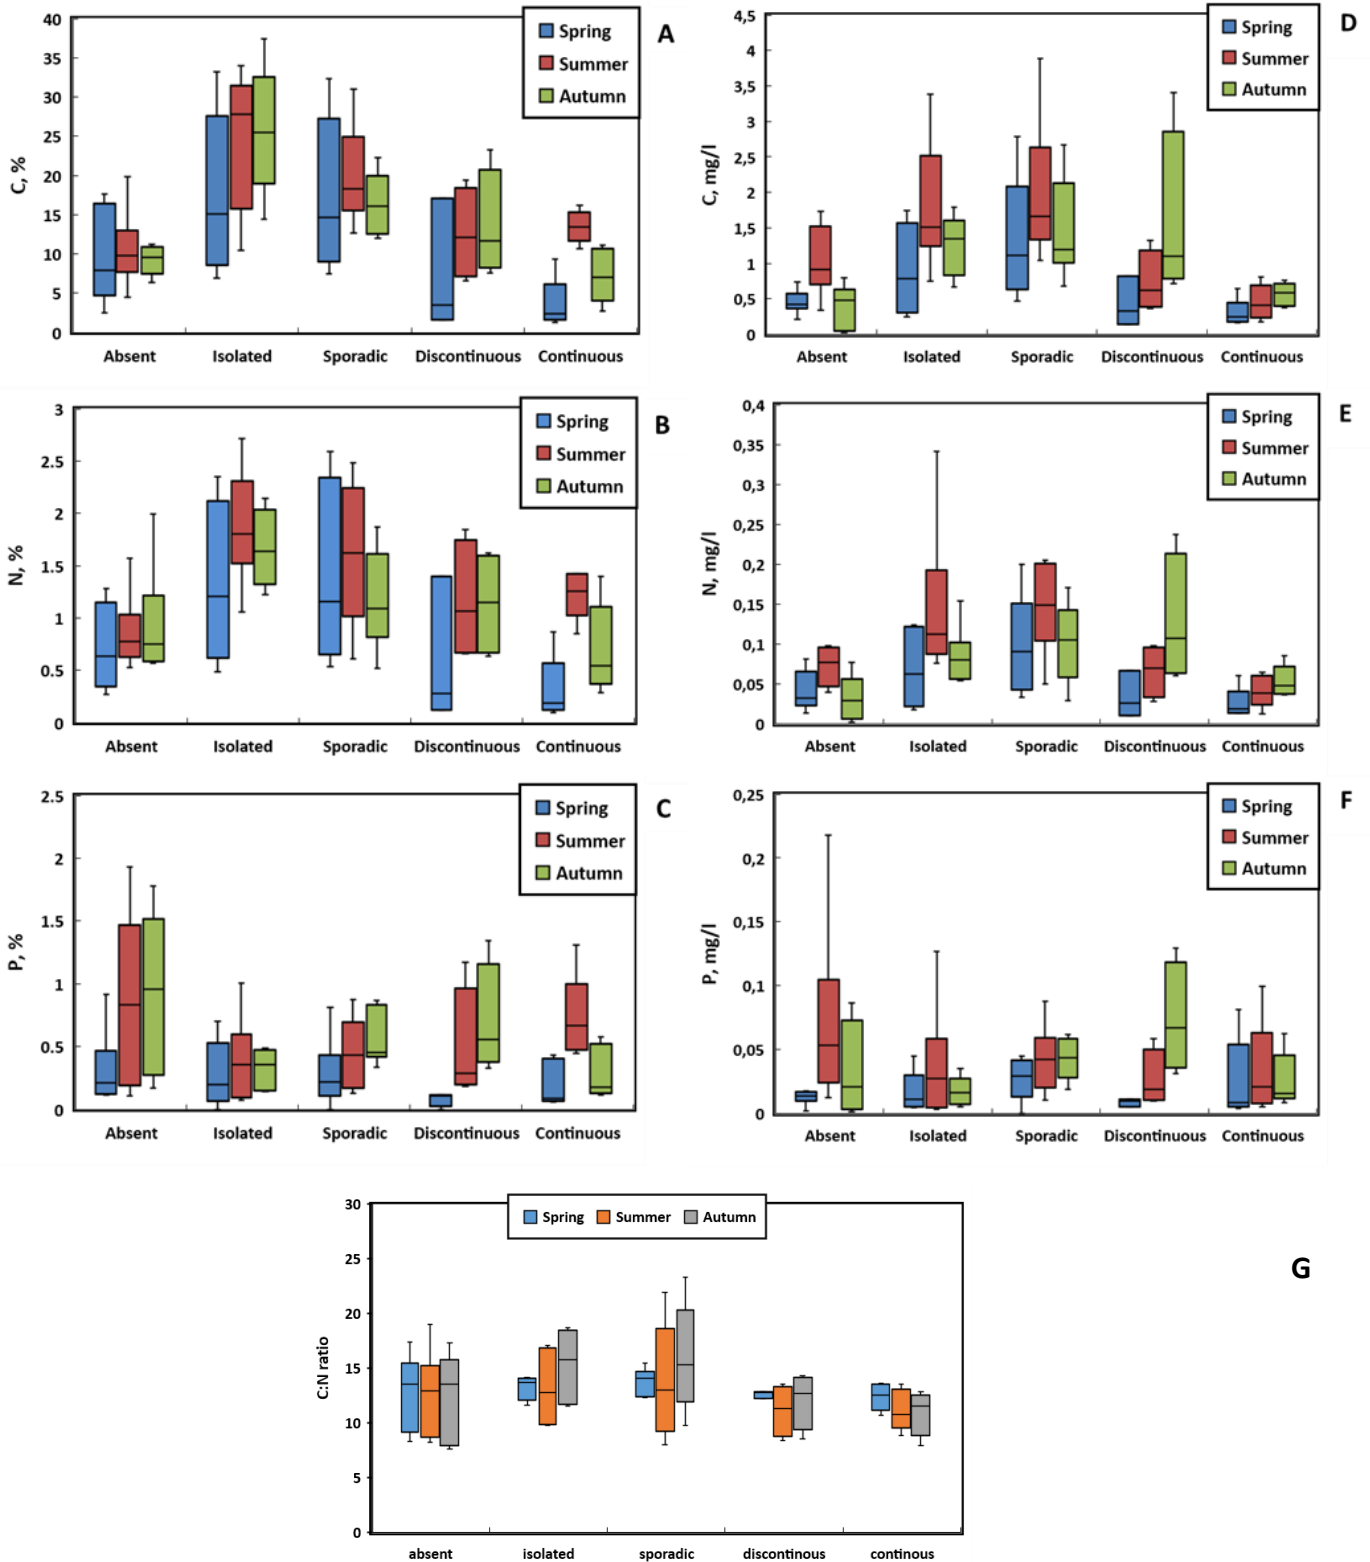 40
35
30
25
20
15
10
5
0
C, %
Spring
Summer
Autumn
A
Absent Isolated Sporadic Discontinuous Continuous
4,5
4
3,5
3
2,5
2
1,5
1
0,5
0
C, mg/l
Spring
Summer
Autumn
D
Absent Isolated Sporadic Discontinuous Continuous
3
2.5
2
1.5
1
0.5
0
N, %
Spring
Summer
Autumn
B
Absent Isolated Sporadic Discontinuous Continuous
0,4
0,35
0,3
0,25
0,2
0,15
0,1
0,05
0
N, mg/l
Spring
Summer
Autumn
E
Absent Isolated Sporadic Discontinuous Continuous
2.5
2
1.5
1
0.5
0
P, %
Spring
Summer
Autumn
C
Absent Isolated Sporadic Discontinuous Continuous
0,25
0,2
0,15
0,1
0,05
0
P, mg/l
Spring
Summer
Autumn
F
Absent Isolated Sporadic Discontinuous Continuous
30
25
20
15
10
5
0
C:N ratio
Spring Summer Autumn
G
absent isolated sporadic discontinous continous